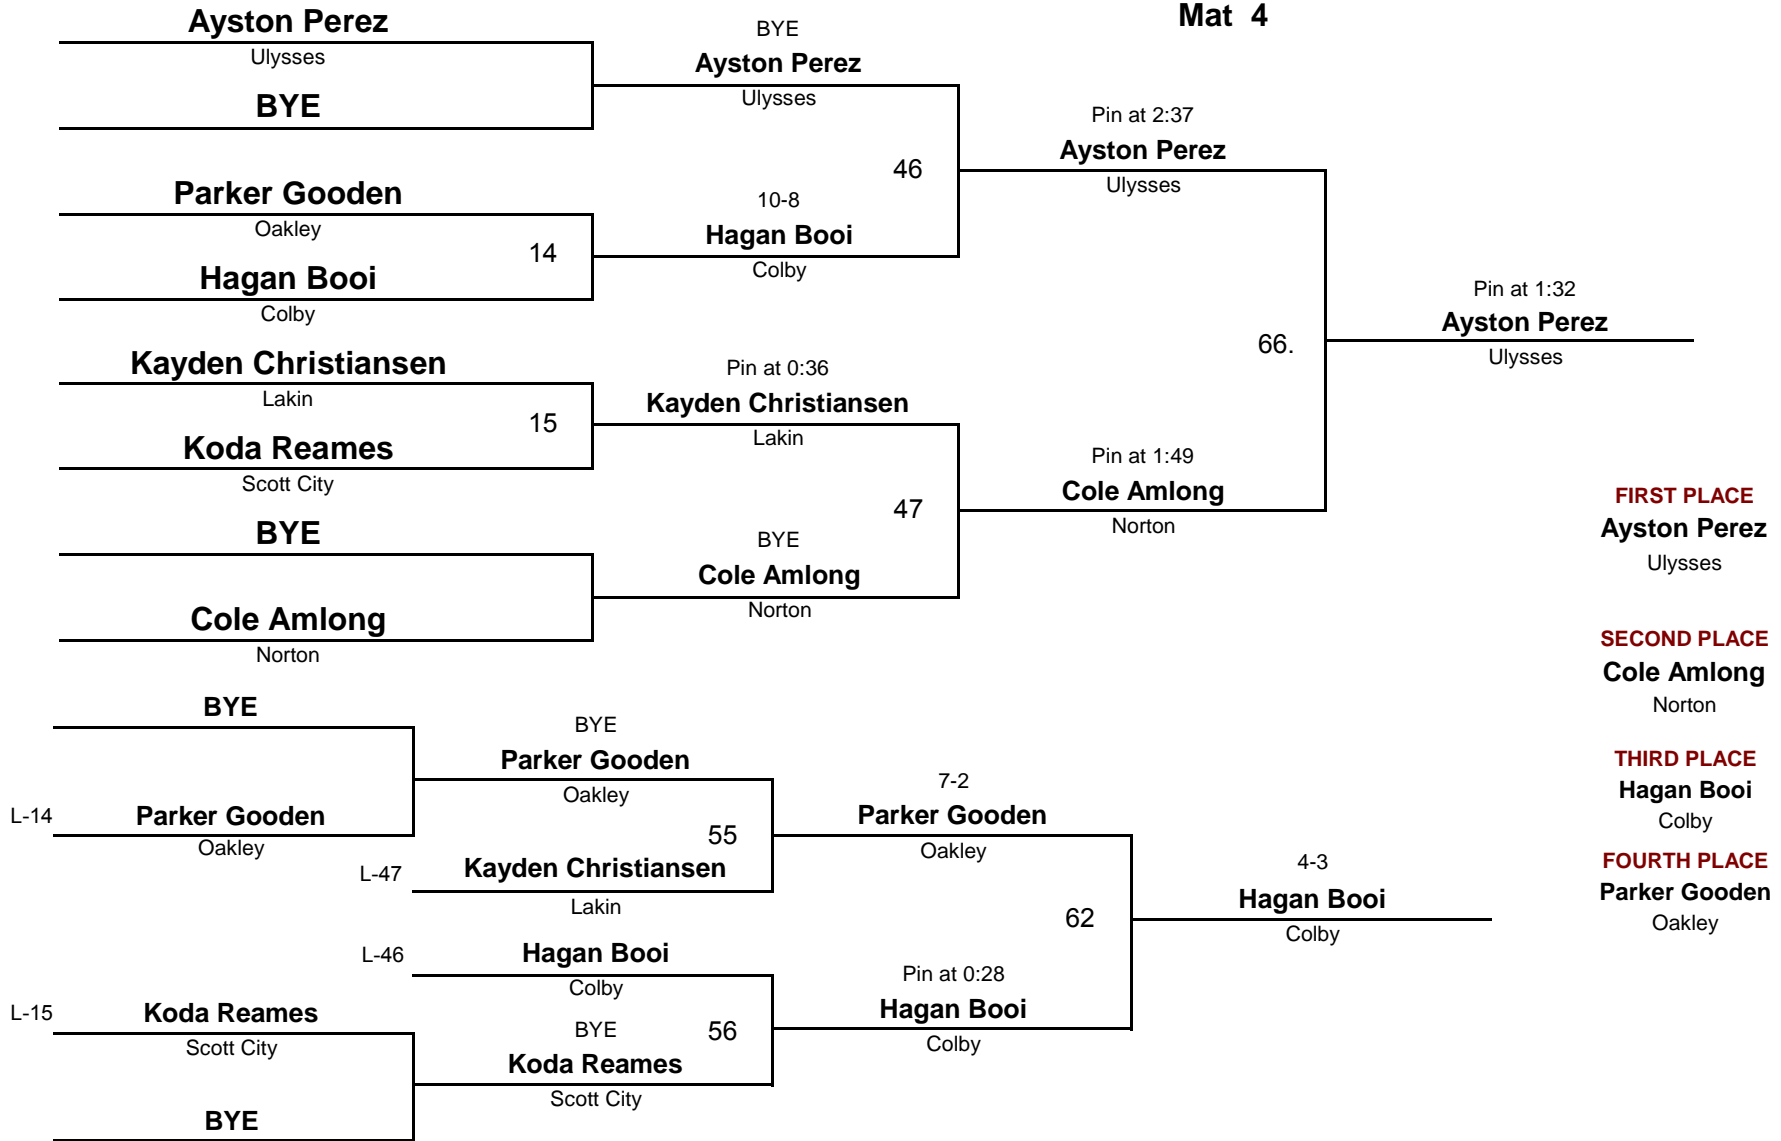 Mat 4
Ayston Perez
Ulysses
BYE
Parker Gooden
Oakley
14
Hagan Booi
Colby
Kayden Christiansen
Lakin
15
Koda Reames
Scott City
BYE
Cole Amlong
Norton
BYE
Ayston Perez
Ulysses
46
10-8
Hagan Booi
Colby
Pin at 0:36
Kayden Christiansen
Lakin
47
BYE
Cole Amlong
Norton
Pin at 2:37
Ayston Perez
Ulysses
66.
Pin at 1:49
Cole Amlong
Norton
Pin at 1:32
Ayston Perez
Ulysses
FIRST PLACE
Ayston Perez
Ulysses
SECOND PLACE
Cole Amlong
Norton
THIRD PLACE
Hagan Booi
Colby
FOURTH PLACE
Parker Gooden
Oakley
BYE
L-14
Parker Gooden
Oakley
L-15
Koda Reames
Scott City
BYE
BYE
Parker Gooden
Oakley
55
L-47
Kayden Christiansen
Lakin
L-46
Hagan Booi
Colby
BYE
56
Koda Reames
Scott City
7-2
Parker Gooden
Oakley
62
Pin at 0:28
Hagan Booi
Colby
4-3
Hagan Booi
Colby